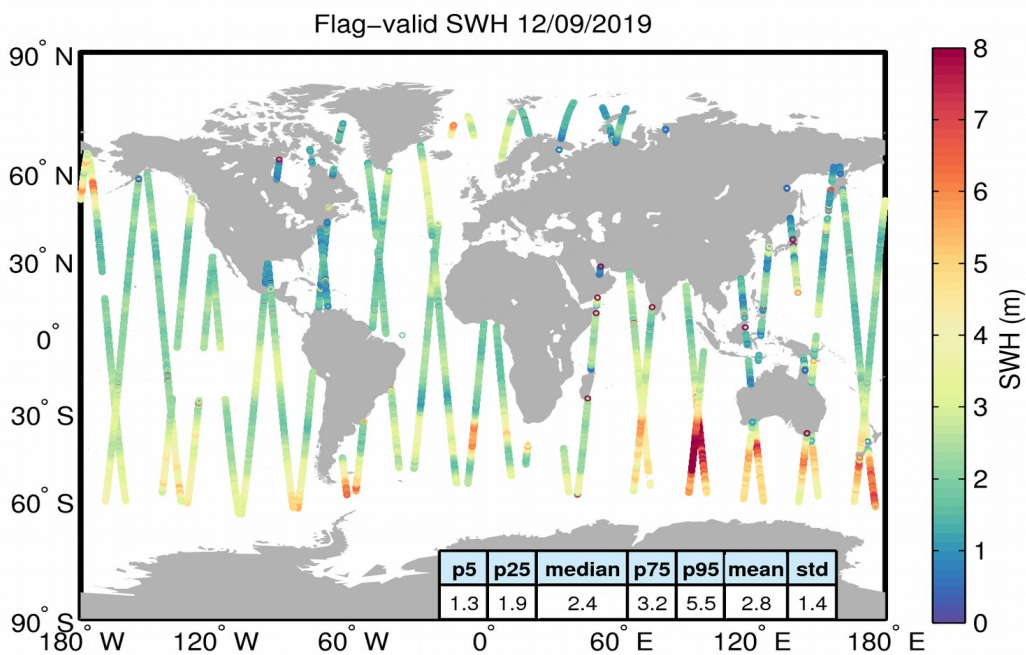 Flag−valid SWH 12/09/2019
90° N
60° N
30° N
0°
30° S
60° S
90° S
180° W
120° W
60° W
0°
60° E
120° E
180° E
p5 p25 median p75 p95 mean std
1.3 1.9 2.4 3.2 5.5 2.8 1.4
8
7
6
5
4
3
2
1
0
SWH (m)